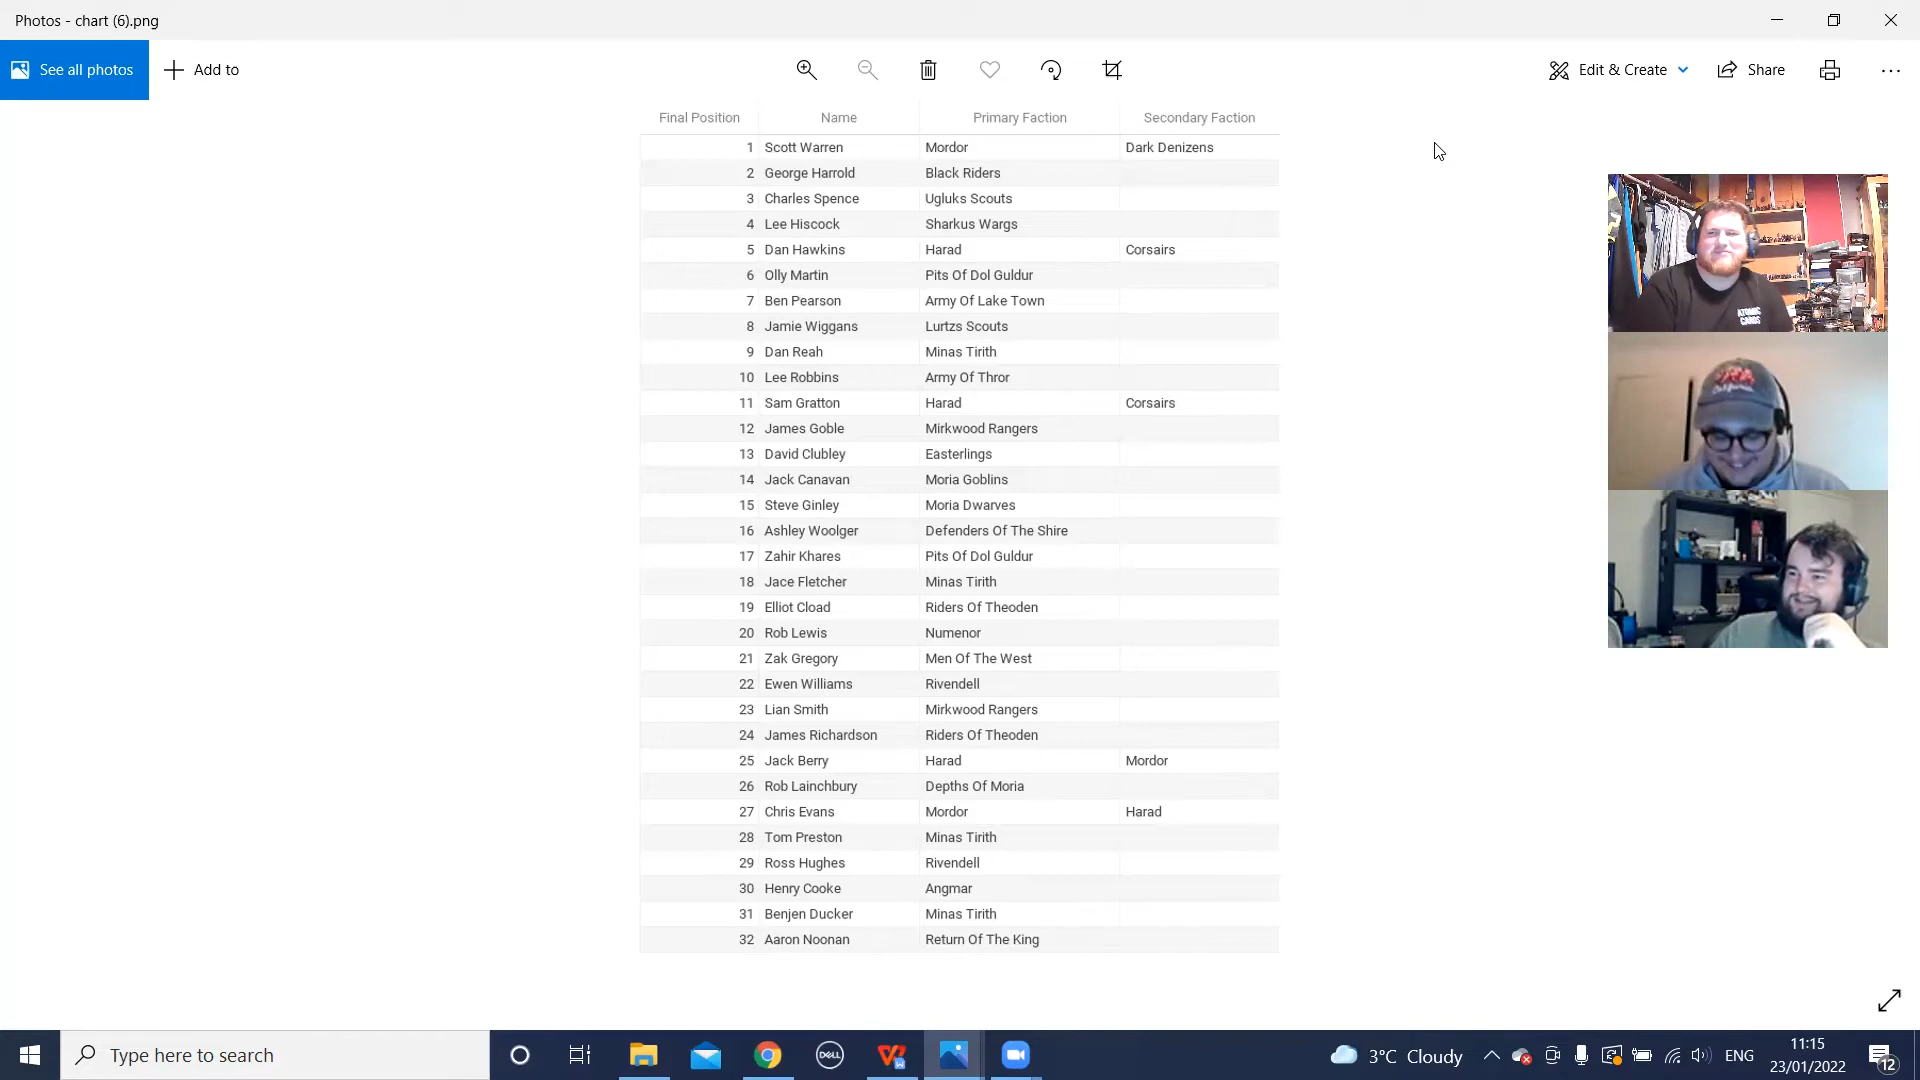 Photos - chart (6).png
See all photos
Add to
Edit & Create
Share
Final Position Name Primary Faction Secondary Faction
1 Scott Warren Mordor Dark Denizens
2 George Harrold Black Riders
3 Charles Spence Ugluks Scouts
4 Lee Hiscock Sharkus Wargs
5 Dan Hawkins Harad Corsairs
6 Olly Martin Pits Of Dol Guldur
7 Ben Pearson Army Of Lake Town
8 Jamie Wiggans Lurtzs Scouts
9 Dan Reah Minas Tirith
10 Lee Robbins Army Of Thror
11 Sam Gratton Harad Corsairs
12 James Goble Mirkwood Rangers
13 David Clubley Easterlings
14 Jack Canavan Moria Goblins
15 Steve Ginley Moria Dwarves
16 Ashley Woolger Defenders Of The Shire
17 Zahir Khares Pits Of Dol Guldur
18 Jace Fletcher Minas Tirith
19 Elliot Cload Riders Of Theoden
20 Rob Lewis Numenor
21 Zak Gregory Men Of The West
22 Ewen Williams Rivendell
23 Lian Smith Mirkwood Rangers
24 James Richardson Riders Of Theoden
25 Jack Berry Harad Mordor
26 Rob Lainchbury Depths Of Moria
27 Chris Evans Mordor Harad
28 Tom Preston Minas Tirith
29 Ross Hughes Rivendell
30 Henry Cooke Angmar
31 Benjen Ducker Minas Tirith
32 Aaron Noonan Return Of The King
ATOMIC
CARDS
Type here to search
DELL
3°C Cloudy
ENG
11:15
23/01/2022
12